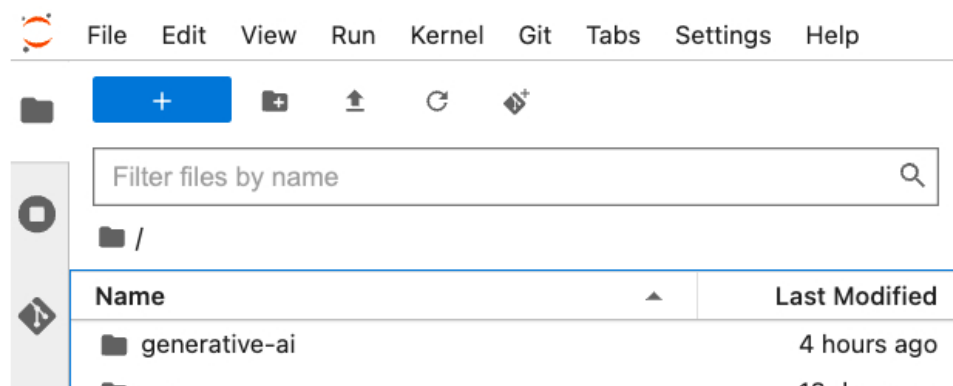 File Edit View Run Kernel Git Tabs Settings Help
+
Filter files by name
/
Name Last Modified
generative-ai 4 hours ago